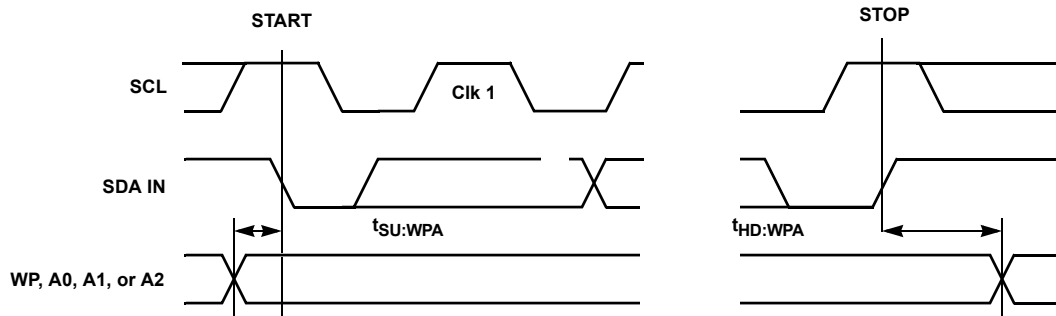 START
STOP
SCL
Clk 1
SDA IN
tSU:WPA
tHD:WPA
WP, A0, A1, or A2